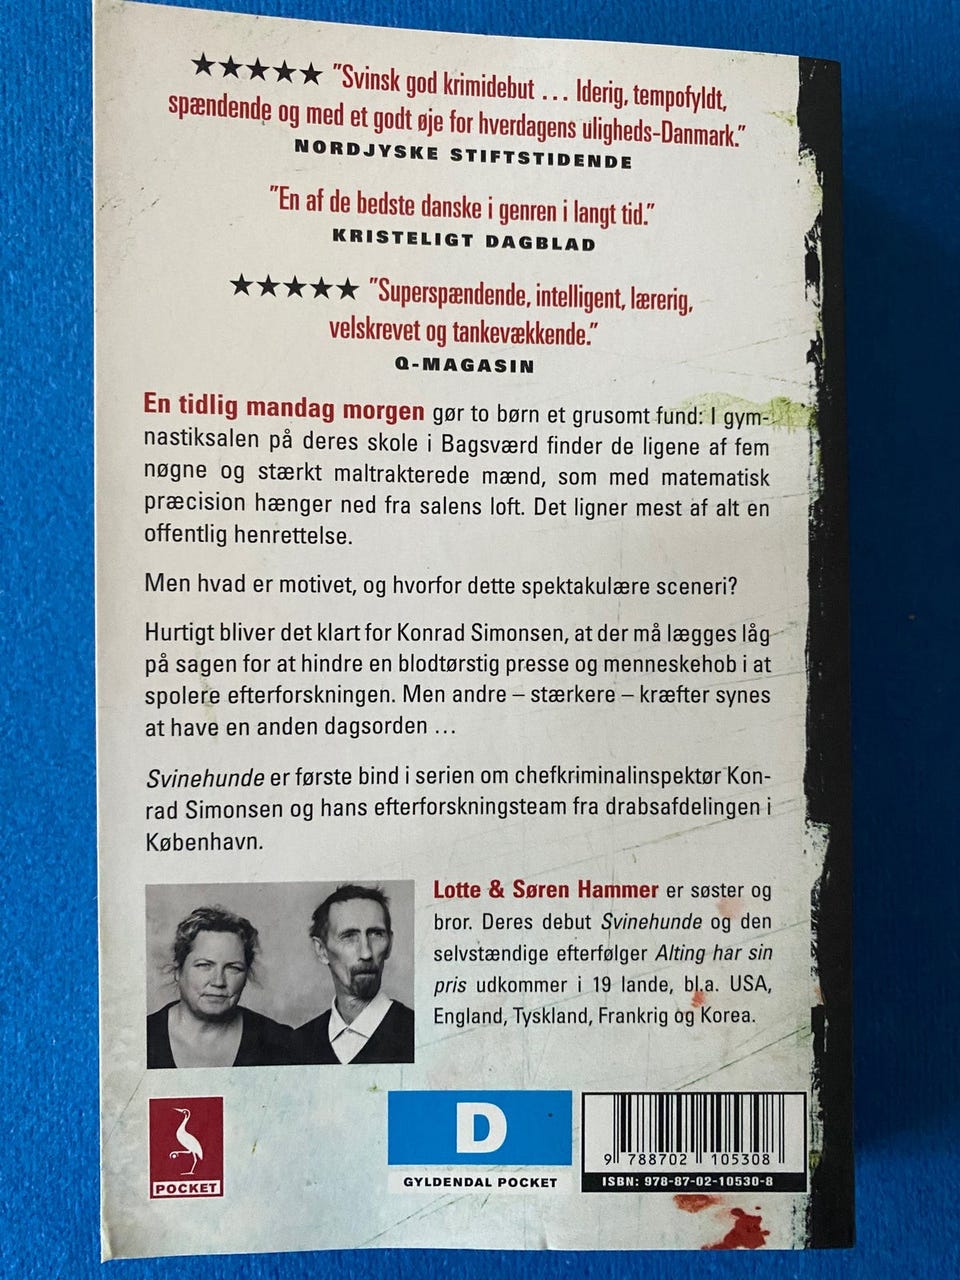 ★★★★★ ”Svinsk god krimidebut ... Iderig, tempofyldt,
spændende og med et godt øje for hverdagens uligheds-Danmark.”
NORDJYSKE STIFTSTIDENDE
”En af de bedste danske i genren i langt tid.”
KRISTELIGT DAGBLAD
★★★★★ ”Superspændende, intelligent, lærerig,
velskrevet og tankevækkende.”
Q-MAGASIN
En tidlig mandag morgen gør to børn et grusomt fund: I gym-
nastiksalen på deres skole i Bagsværd finder de ligene af fem
nøgne og stærkt maltrakterede mænd, som med matematisk
præcision hænger ned fra salens loft. Det ligner mest af alt en
offentlig henrettelse.
Men hvad er motivet, og hvorfor dette spektakulære sceneri?
Hurtigt bliver det klart for Konrad Simonsen, at der må lægges låg
på sagen for at hindre en blodtørstig presse og menneskehob i at
spolere efterforskningen. Men andre – stærkere – kræfter synes
at have en anden dagsorden ...
Svinehunde er første bind i serien om chefkriminalinspektør Kon-
rad Simonsen og hans efterforskningsteam fra drabsafdelingen i
København.
Lotte & Søren Hammer er søster og
bror. Deres debut Svinehunde og den
selvstændige efterfølger Alting har sin
pris udkommer i 19 lande, bl.a. USA,
England, Tyskland, Frankrig og Korea.
POCKET
D
GYLDENDAL POCKET
9 788702 105308
ISBN: 978-87-02-10530-8